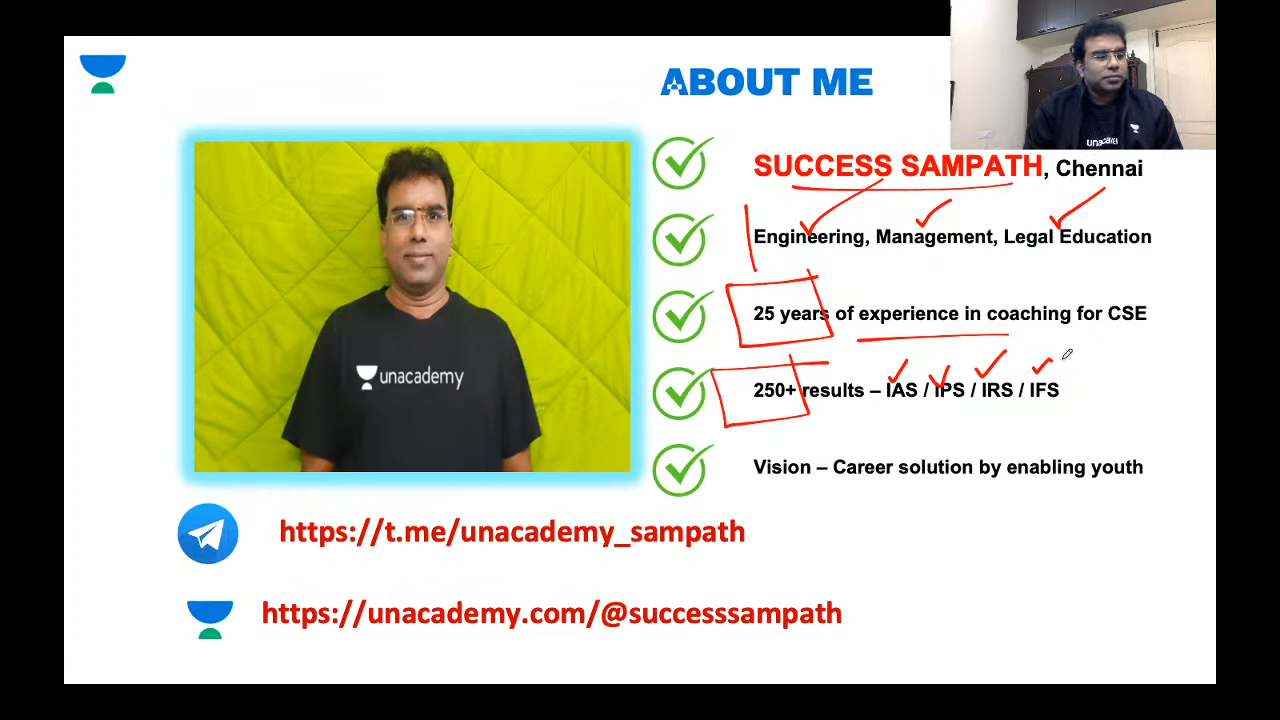 ABOUT ME
SUCCESS SAMPATH, Chennai
Engineering, Management, Legal Education
25 years of experience in coaching for CSE
250+ results – IAS / IPS / IRS / IFS
Vision – Career solution by enabling youth
unacademy
unacademy
https://t.me/unacademy_sampath
https://unacademy.com/@successsampath